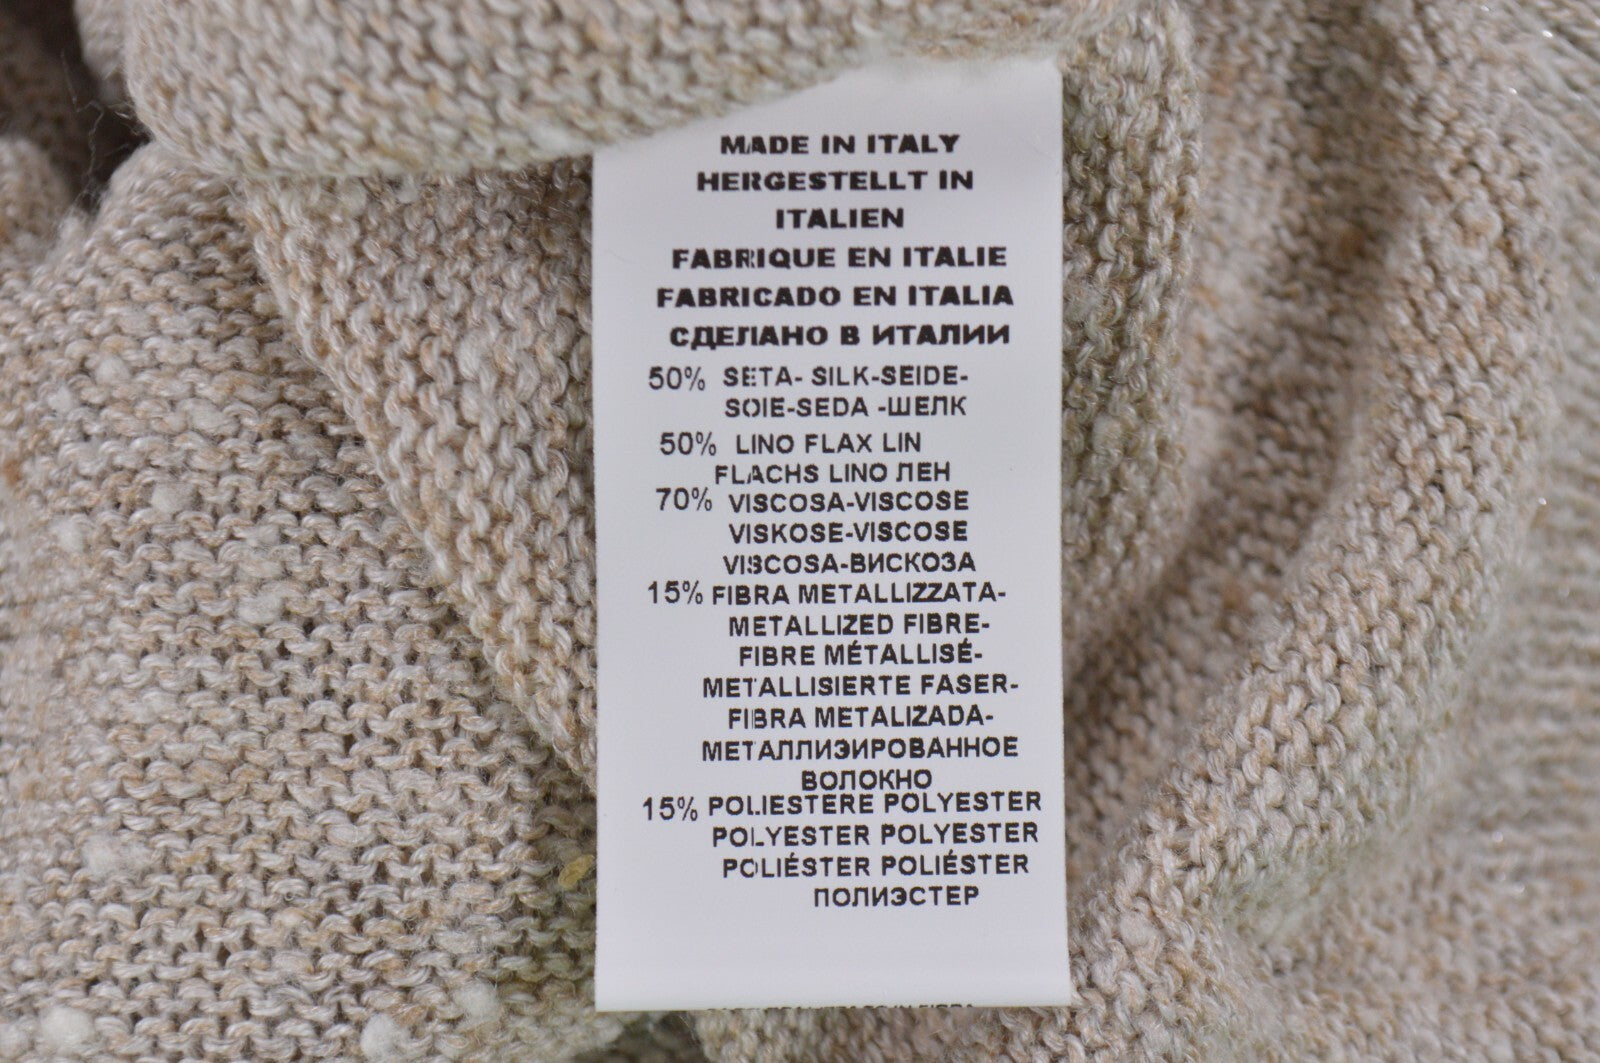 MADE IN ITALY
HERGESTELLT IN
ITALIEN
FABRIQUE EN ITALIE
FABRICADO EN ITALIA
СДЕЛАНО В ИТАЛИИ
50% SETA- SILK-SEIDE-
SOIE-SEDA -ШЕЛК
50% LINO FLAX LIN
FLACHS LINO ЛЕН
70% VISCOSA-VISCOSE
VISKOSE-VISCOSE
VISCOSA-ВИСКОЗА
15% FIBRA METALLIZZATA-
METALLIZED FIBRE-
FIBRE MÉTALLISÉ-
METALLISIERTE FASER-
FIBRA METALIZADA-
МЕТАЛЛИЗИРОВАННОЕ
ВОЛОКНО
15% POLIESTERE POLYESTER
POLYESTER POLYESTER
POLIÉSTER POLIÉSTER
ПОЛИЭСТЕР